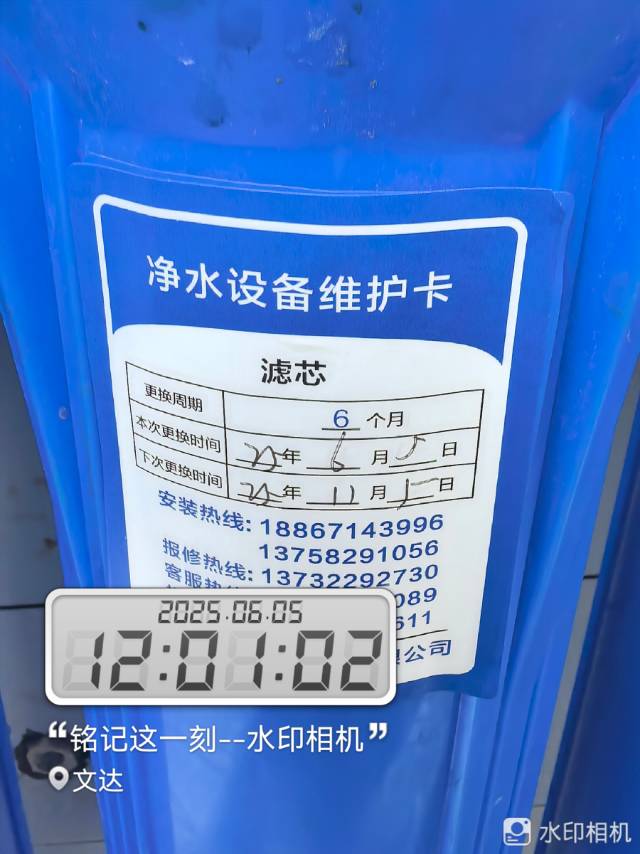 净水设备维护卡
滤芯
更换周期 6 个月
本次更换时间 25年 6 月 5 日
下次更换时间 25年 11 月 5 日
安装热线: 18867143996
13758291056
报修热线: 13732292730
客服热
089
611
公司
2025.06.05
12:01:02
“铭记这一刻--水印相机”
文达
水印相机